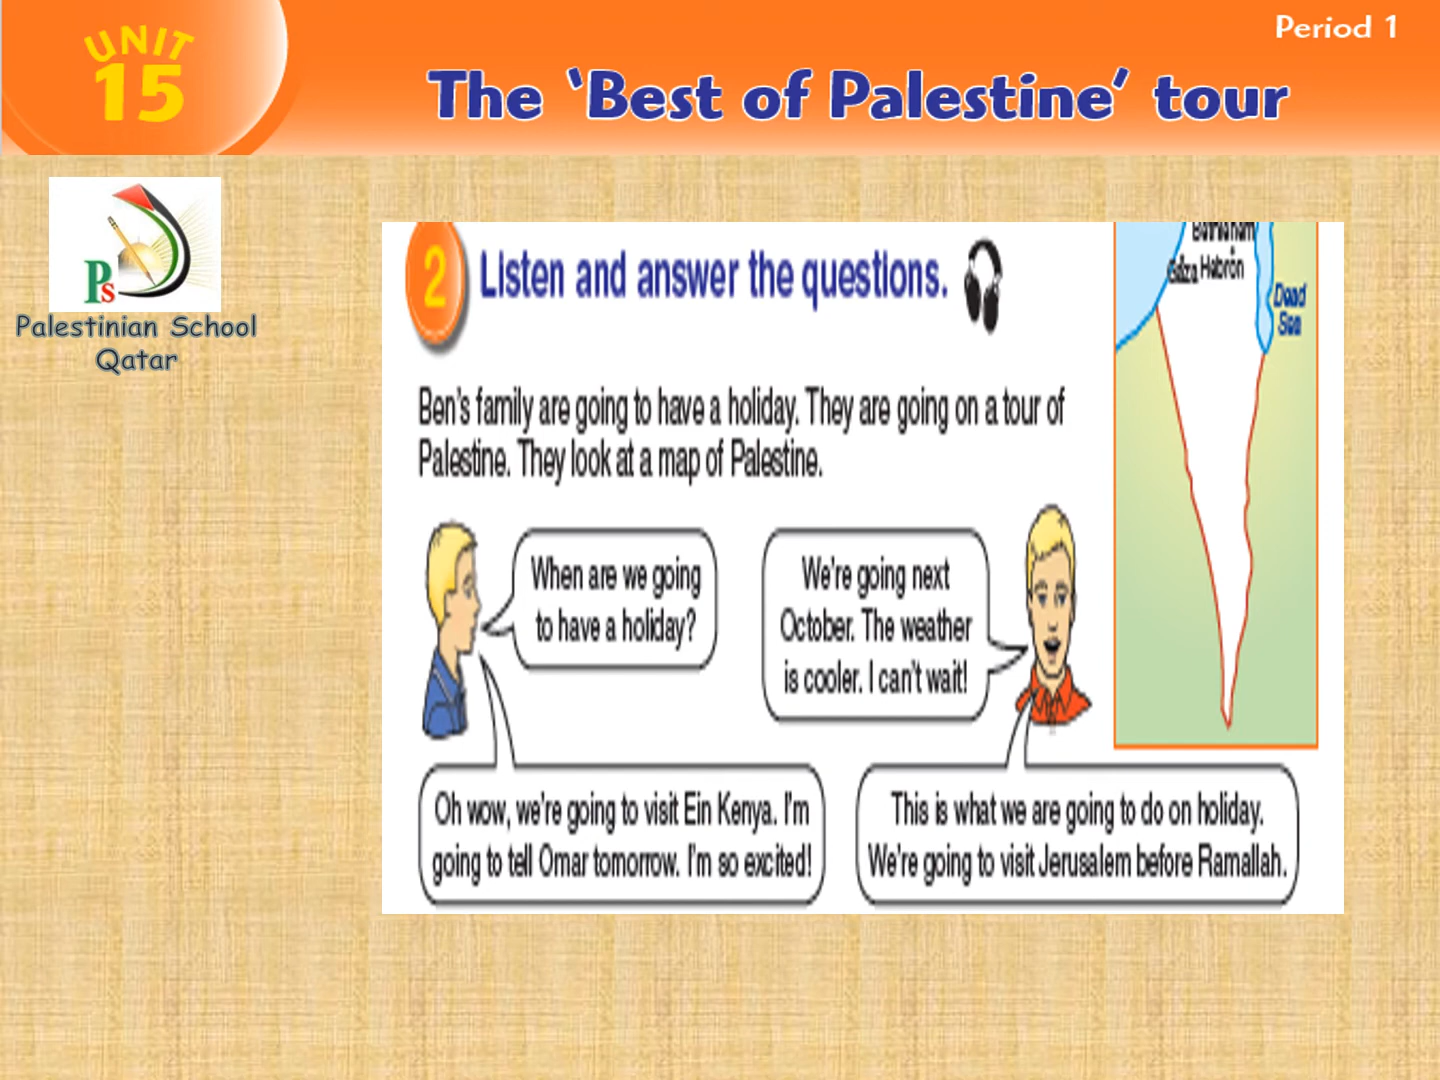 UNIT
15
Period 1
The ‘Best of Palestine’ tour
Ps
Palestinian School
Qatar
2
Listen and answer the questions.
Bethlehem
Gaza Hebron
Dead
Sea
Ben's family are going to have a holiday. They are going on a tour of
Palestine. They look at a map of Palestine.
When are we going
to have a holiday?
We're going next
October. The weather
is cooler. I can't wait!
Oh wow, we're going to visit Ein Kenya. I'm
going to tell Omar tomorrow. I'm so excited!
This is what we are going to do on holiday.
We're going to visit Jerusalem before Ramallah.